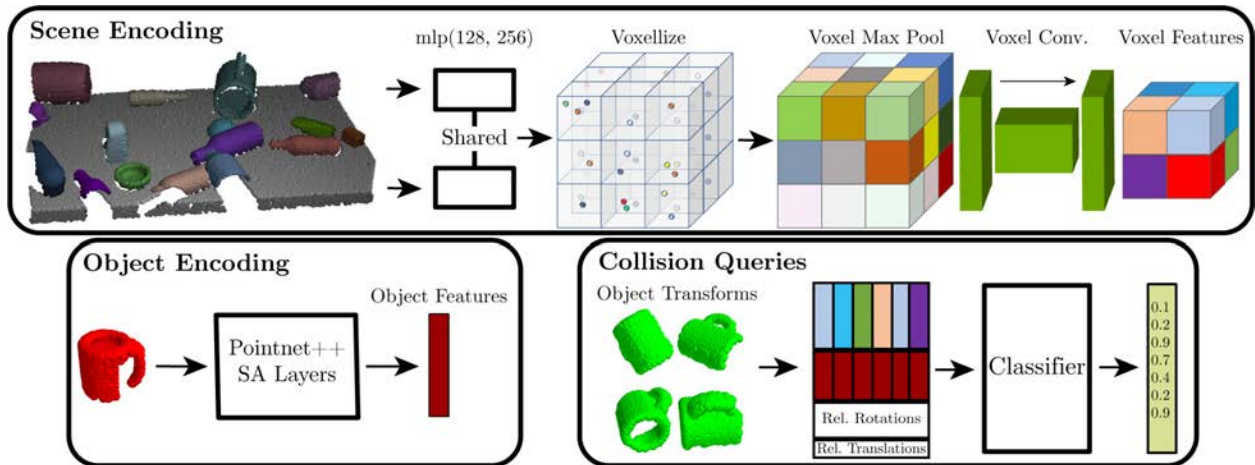 Scene Encoding
mlp(128, 256)
Voxellize
Voxel Max Pool
Voxel Conv.
Voxel Features
Shared
Object Encoding
Object Features
Pointnet++
SA Layers
Collision Queries
Object Transforms
Rel. Rotations
Rel. Translations
Classifier
0.1
0.2
0.9
0.7
0.4
0.2
0.9